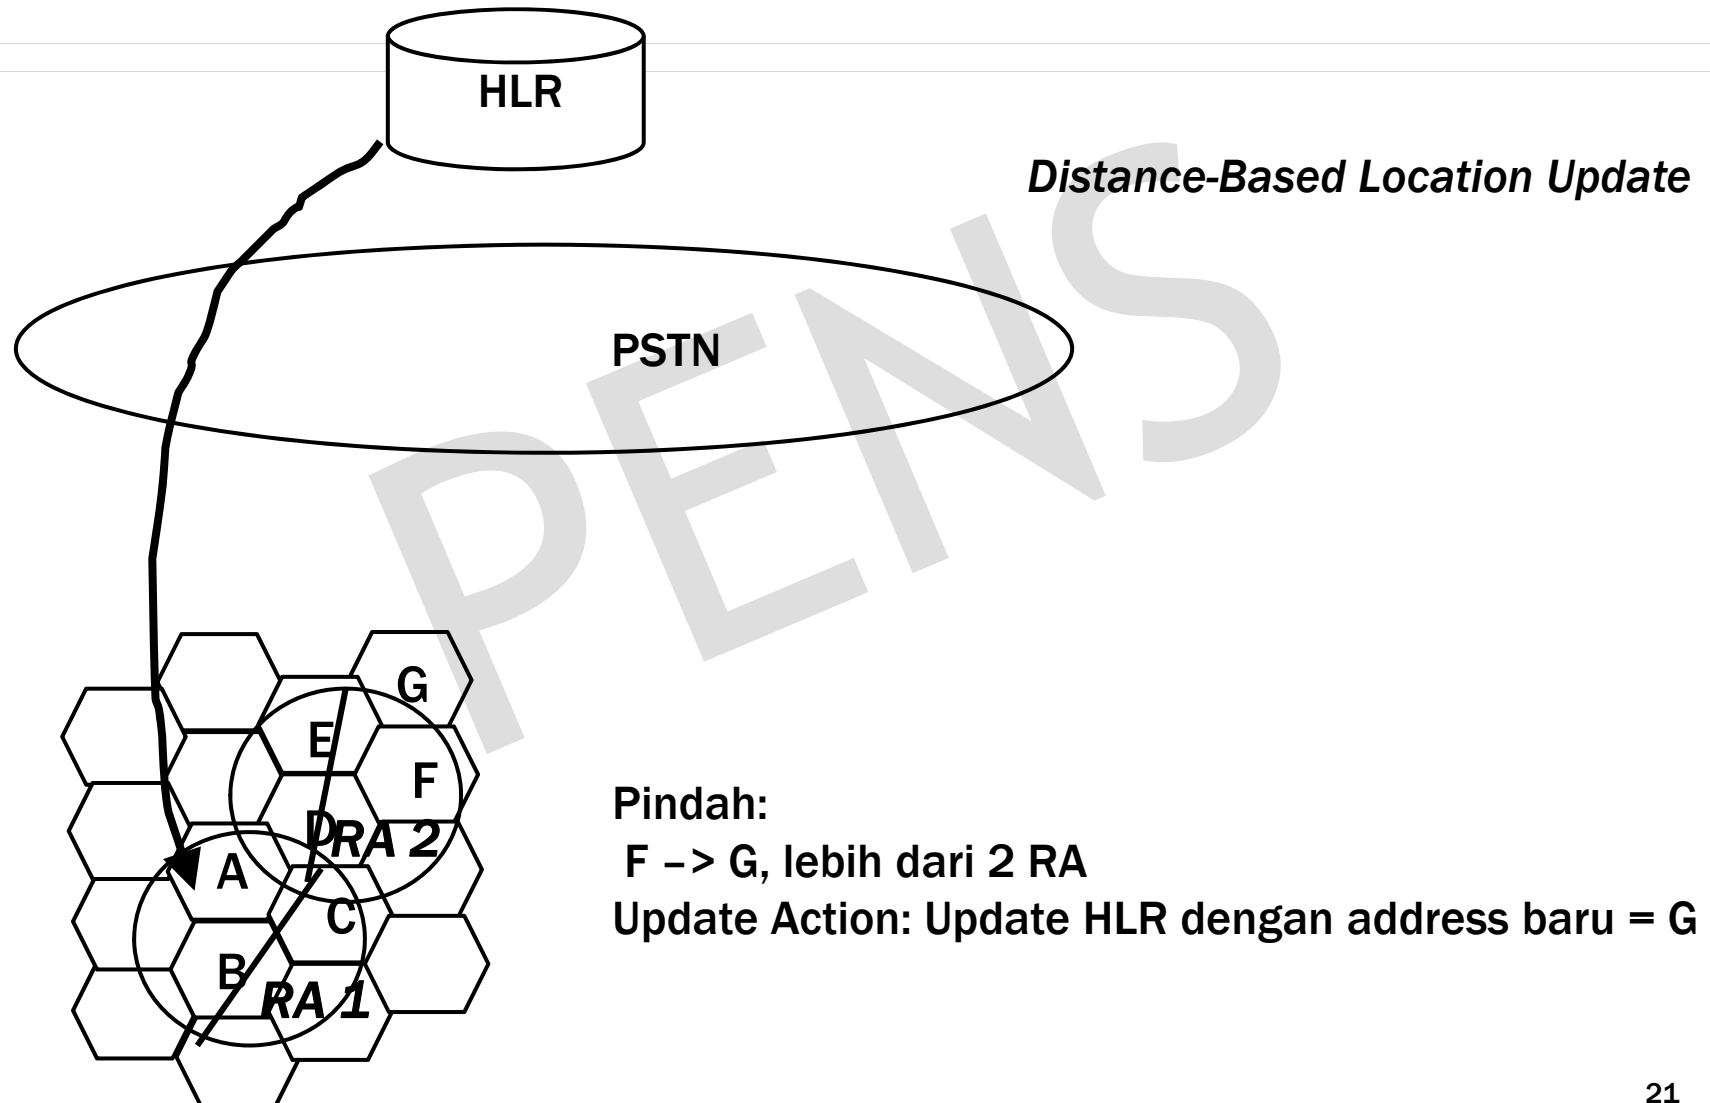 HLR
Distance-Based Location Update
PSTN
PENS
G
E
F
D
RA 2
A
C
B
RA 1
Pindah:
F –> G, lebih dari 2 RA
Update Action: Update HLR dengan address baru = G
21